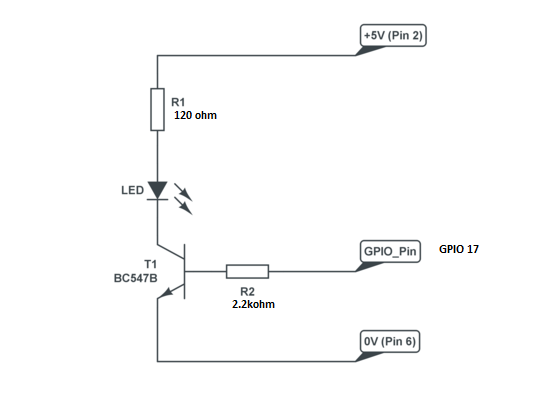 +5V (Pin 2)
R1
120 ohm
LED
GPIO_Pin
GPIO 17
T1
BC547B
R2
2.2kohm
0V (Pin 6)